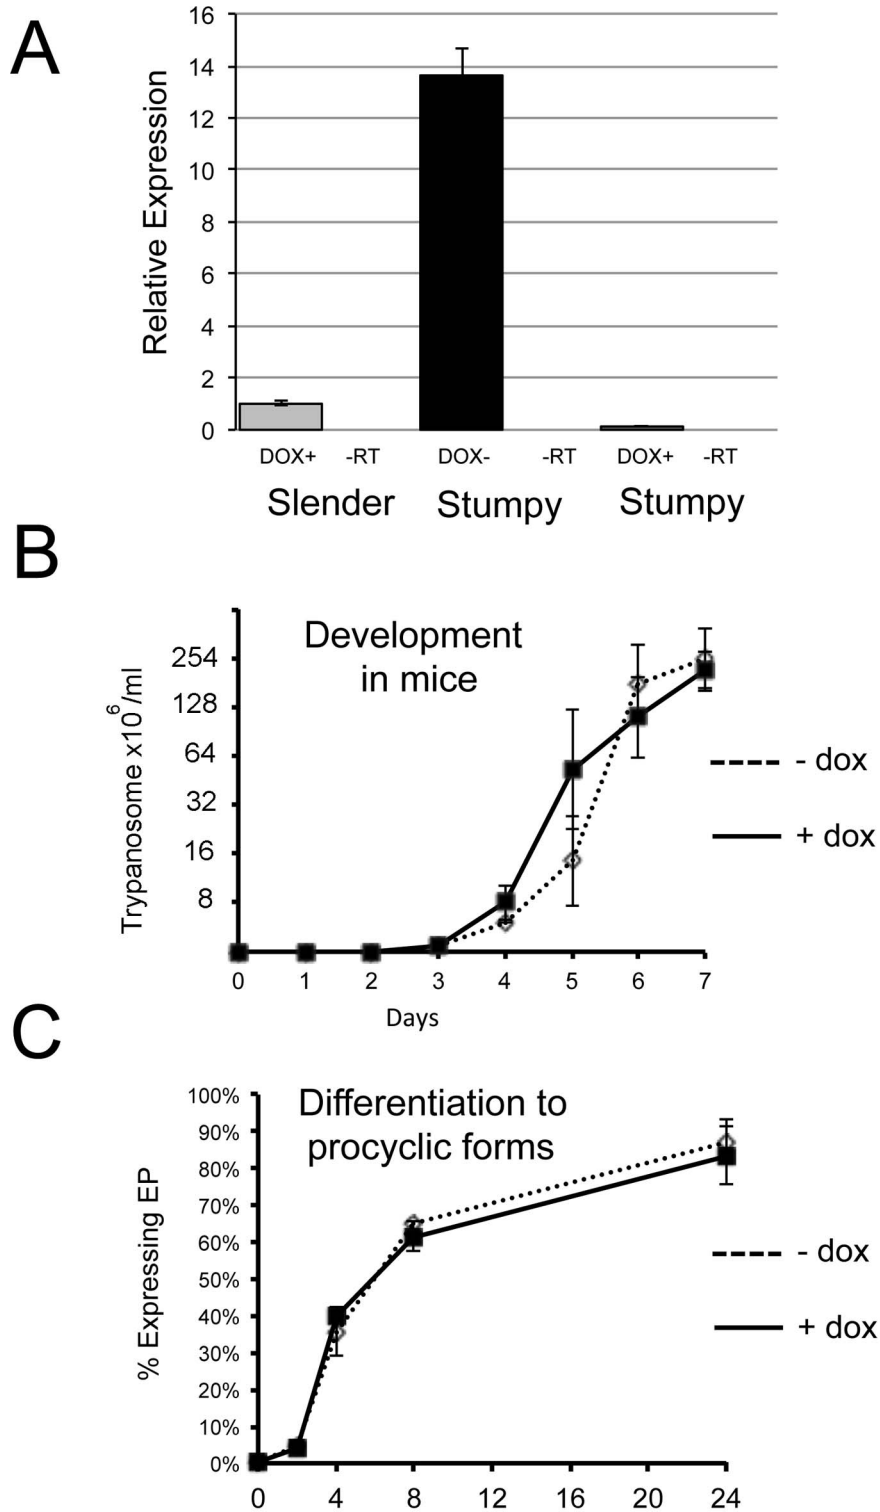 A
Relative Expression
16
14
12
10
8
6
4
2
0
DOX+ -RT DOX- -RT DOX+ -RT
Slender Stumpy Stumpy
B
Development
in mice
Trypanosome x10^6/ml
254
128
64
32
16
8
0 1 2 3 4 5 6 7
Days
- dox
+ dox
C
Differentiation to
procyclic forms
% Expressing EP
100%
90%
80%
70%
60%
50%
40%
30%
20%
10%
0%
0 4 8 12 16 20 24
- dox
+ dox